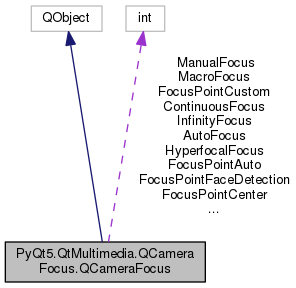 QObject
int
ManualFocus
MacroFocus
FocusPointCustom
ContinuousFocus
InfinityFocus
AutoFocus
HyperfocalFocus
FocusPointAuto
FocusPointFaceDetection
FocusPointCenter
...
PyQt5.QtMultimedia.QCamera
Focus.QCameraFocus